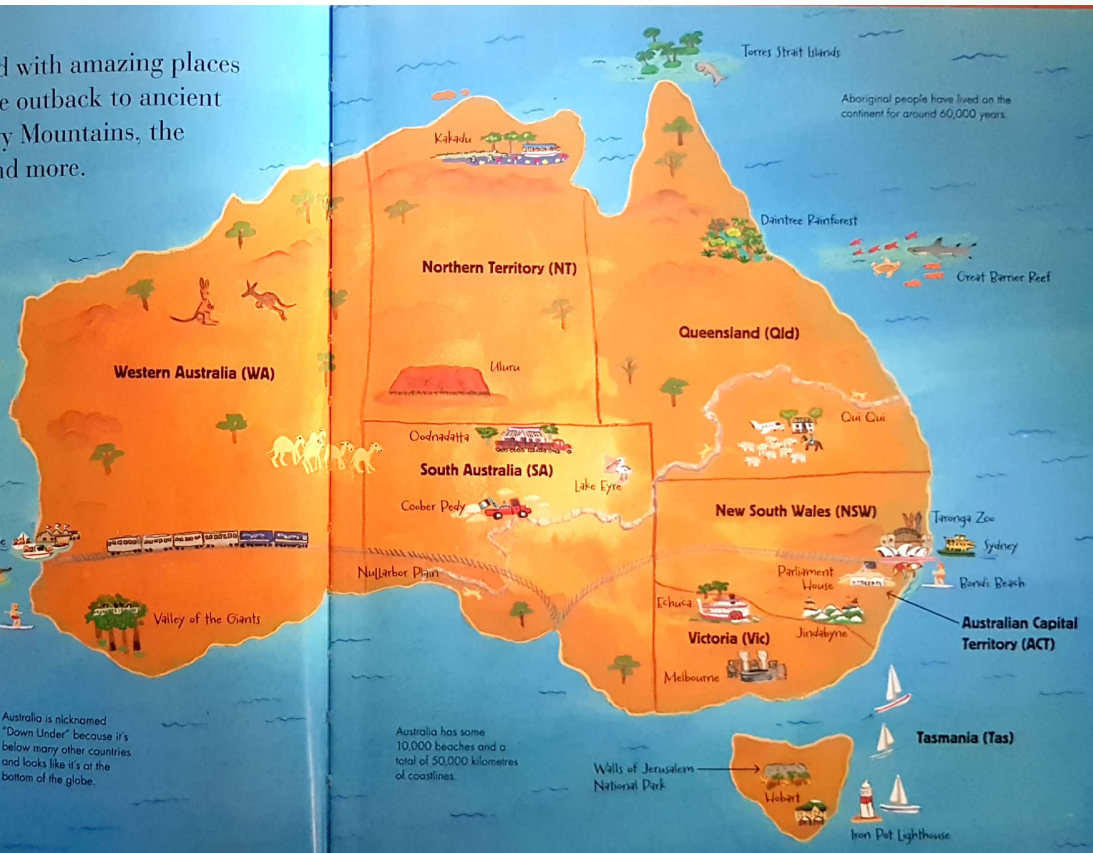 d with amazing places
e outback to ancient
y Mountains, the
nd more.
Torres Strait Islands
Aboriginal people have lived on the
continent for around 60,000 years.
Kakadu
Daintree Rainforest
Great Barrier Reef
Northern Territory (NT)
Queensland (Qld)
Western Australia (WA)
Uluru
Qui Qui
Oodnadatta
South Australia (SA)
Lake Eyre
Coober Pedy
New South Wales (NSW)
Taronga Zoo
Sydney
e
Nullarbor Plain
Parliament
House
Bondi Beach
Valley of the Giants
Echuca
Jindabyne
Australian Capital
Territory (ACT)
Victoria (Vic)
Melbourne
Australia is nicknamed
"Down Under" because it's
below many other countries
and looks like it's at the
bottom of the globe.
Australia has some
10,000 beaches and a
total of 50,000 kilometres
of coastlines.
Tasmania (Tas)
Walls of Jerusalem
National Park
Hobart
Iron Pot Lighthouse